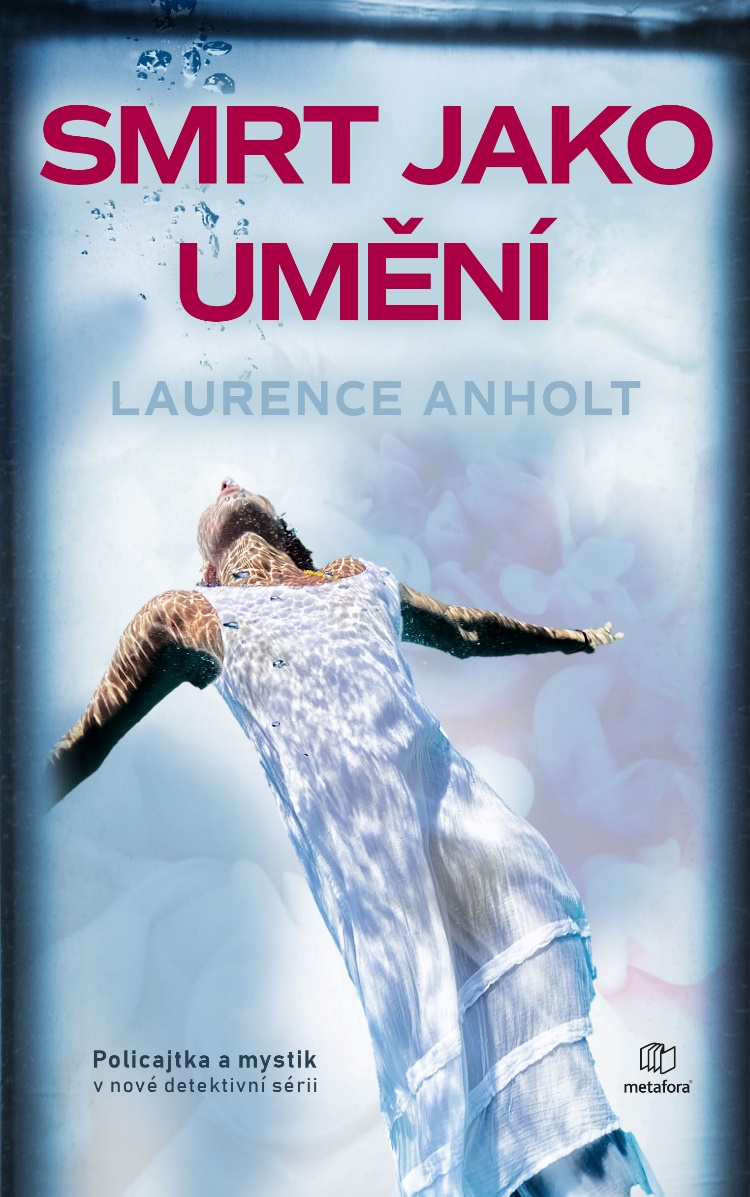 SMRT JAKO
UMĚNÍ
LAURENCE ANHOLT
Policajtka a mystik
v nové detektivní sérii
metafora®